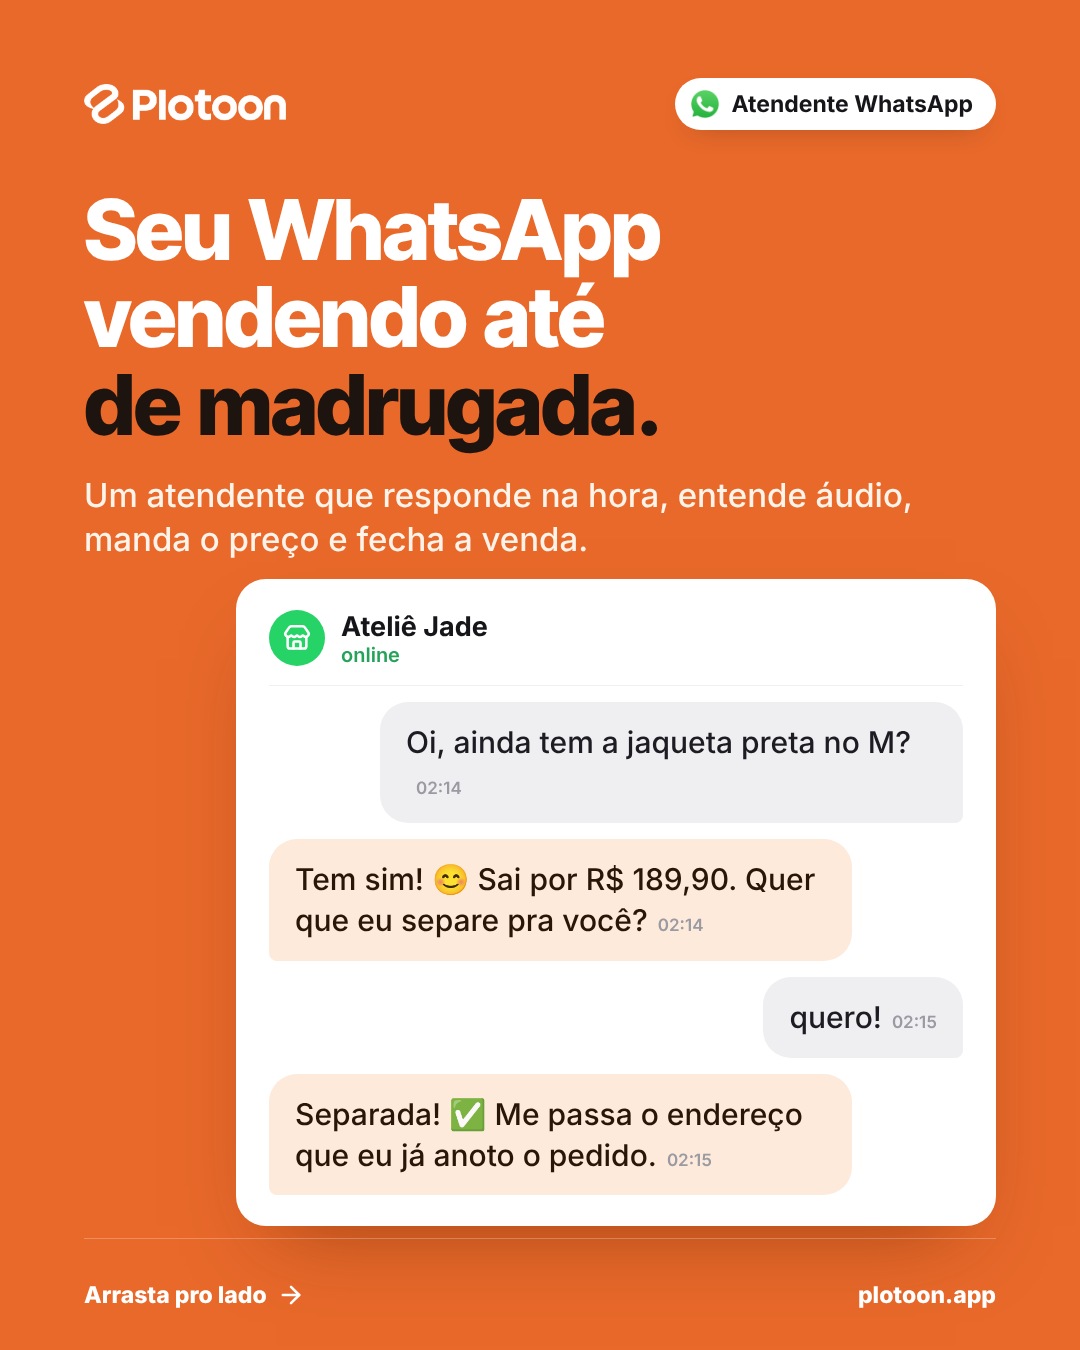 Plotoon
Atendente WhatsApp
Seu WhatsApp
vendendo até
de madrugada.
Um atendente que responde na hora, entende áudio,
manda o preço e fecha a venda.
Ateliê Jade
online
Oi, ainda tem a jaqueta preta no M?
02:14
Tem sim! 😊 Sai por R$ 189,90. Quer
que eu separe pra você? 02:14
quero! 02:15
Separada! ✅ Me passa o endereço
que eu já anoto o pedido. 02:15
Arrasta pro lado →
plotoon.app